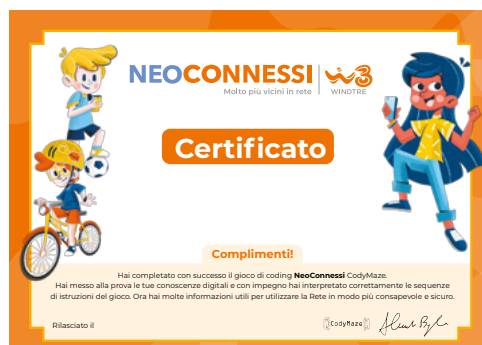 NEOCONNESSI
Molto più vicini in rete
WINDTRE
Certificato
Complimenti!
Hai completato con successo il gioco di coding NeoConnessi CodyMaze.
Hai messo alla prova le tue conoscenze digitali e con impegno hai interpretato correttamente le sequenze
di istruzioni del gioco. Ora hai molte informazioni utili per utilizzare la Rete in modo più consapevole e sicuro.
Rilasciato il
CodyMaze